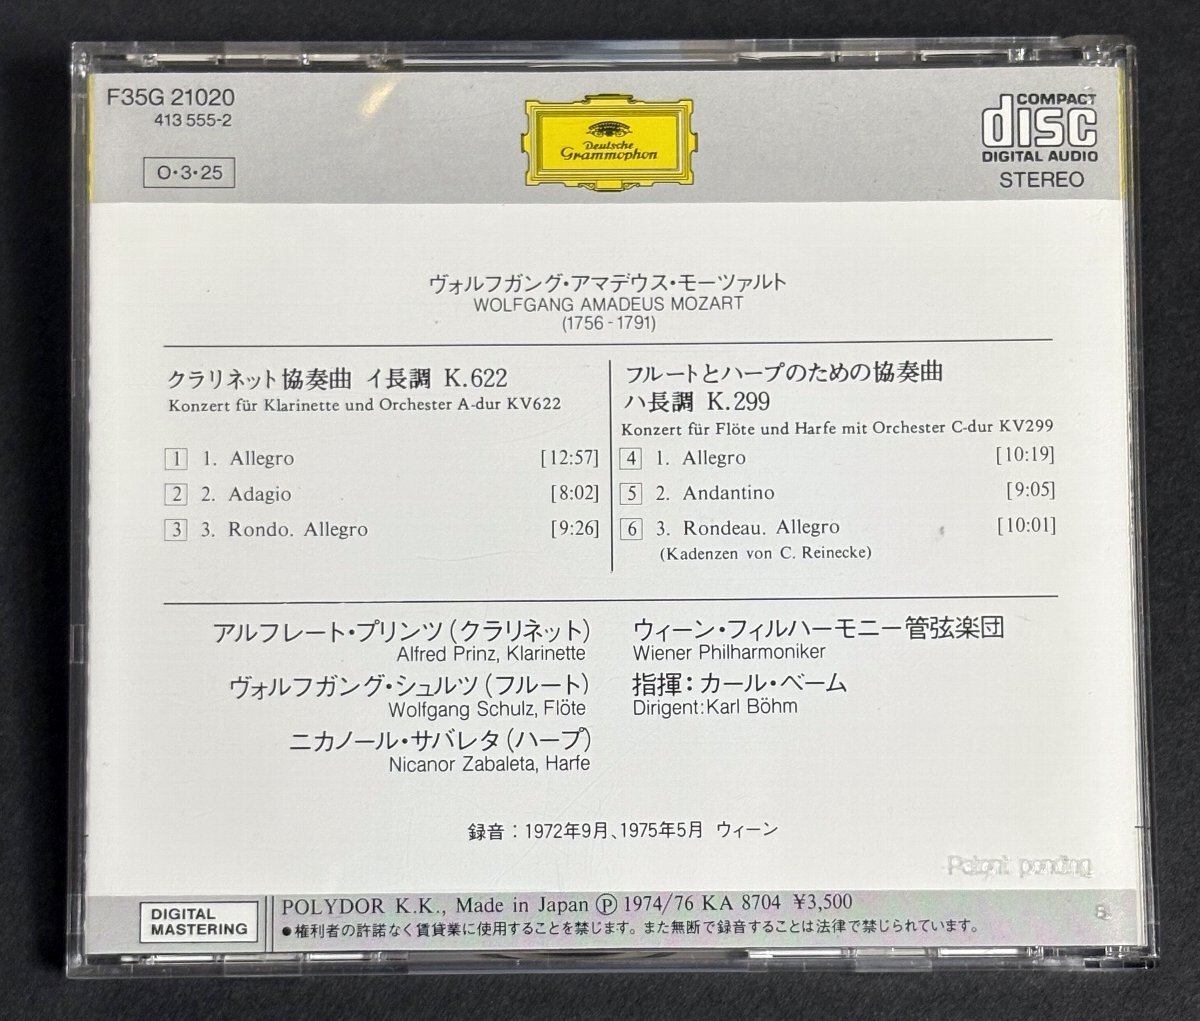 F35G 21020
413 555-2
O・3・25
Deutsche
Grammophon
COMPACT
disc
DIGITAL AUDIO
STEREO
ヴォルフガング・アマデウス・モーツァルト
WOLFGANG AMADEUS MOZART
(1756-1791)
クラリネット協奏曲 イ長調 K.622
Konzert für Klarinette und Orchester A-dur KV622
1 1. Allegro [12:57]
2 2. Adagio [8:02]
3 3. Rondo. Allegro [9:26]
フルートとハープのための協奏曲
ハ長調 K.299
Konzert für Flöte und Harfe mit Orchester C-dur KV299
4 1. Allegro [10:19]
5 2. Andantino [9:05]
6 3. Rondeau. Allegro [10:01]
(Kadenzen von C. Reinecke)
アルフレート・プリンツ(クラリネット)
Alfred Prinz, Klarinette
ヴォルフガング・シュルツ(フルート)
Wolfgang Schulz, Flöte
ニカノール・サバレタ(ハープ)
Nicanor Zabaleta, Harfe
ウィーン・フィルハーモニー管弦楽団
Wiener Philharmoniker
指揮:カール・ベーム
Dirigent:Karl Böhm
録音:1972年9月、1975年5月 ウィーン
Patent pending
DIGITAL
MASTERING
POLYDOR K.K., Made in Japan Ⓟ 1974/76 KA 8704 ¥3,500
●権利者の許諾なく賃貸業に使用することを禁じます。また無断で録音することは法律で禁じられています。